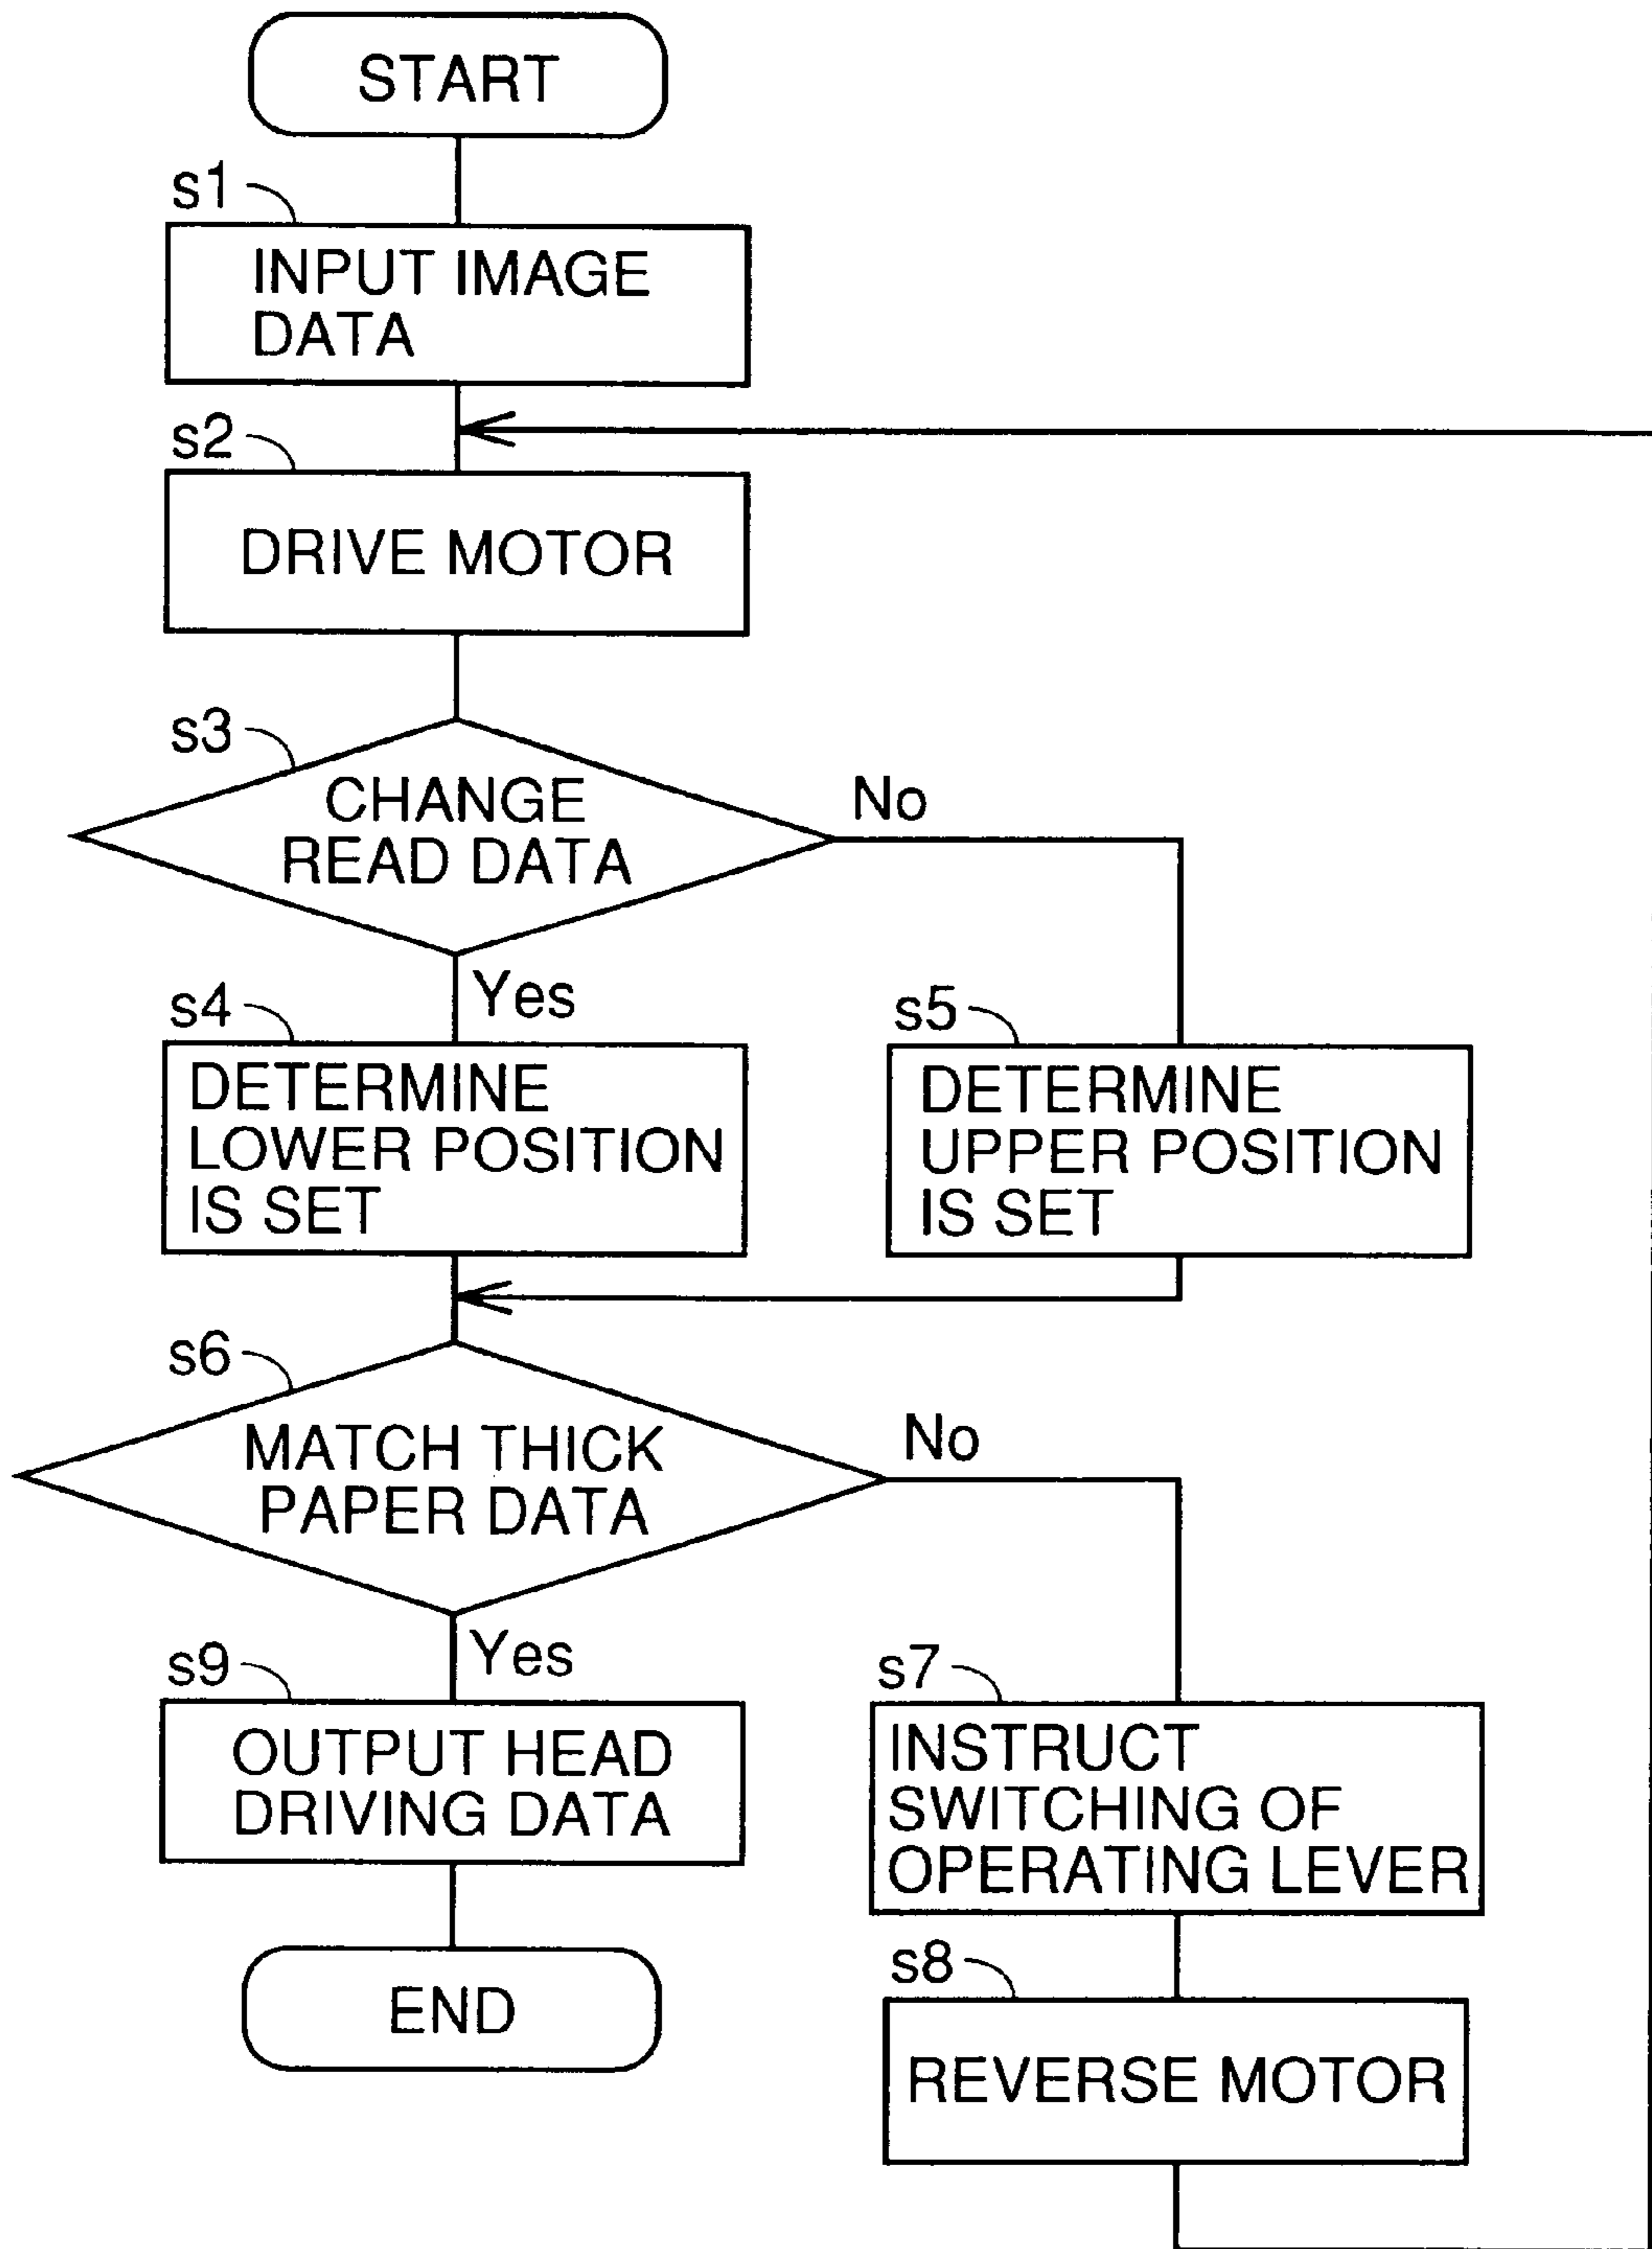 START
s1
INPUT IMAGE
DATA
s2
DRIVE MOTOR
s3
CHANGE
READ DATA
No
Yes
s4
DETERMINE
LOWER POSITION
IS SET
s5
DETERMINE
UPPER POSITION
IS SET
s6
MATCH THICK
PAPER DATA
No
Yes
s9
OUTPUT HEAD
DRIVING DATA
s7
INSTRUCT
SWITCHING OF
OPERATING LEVER
END
s8
REVERSE MOTOR